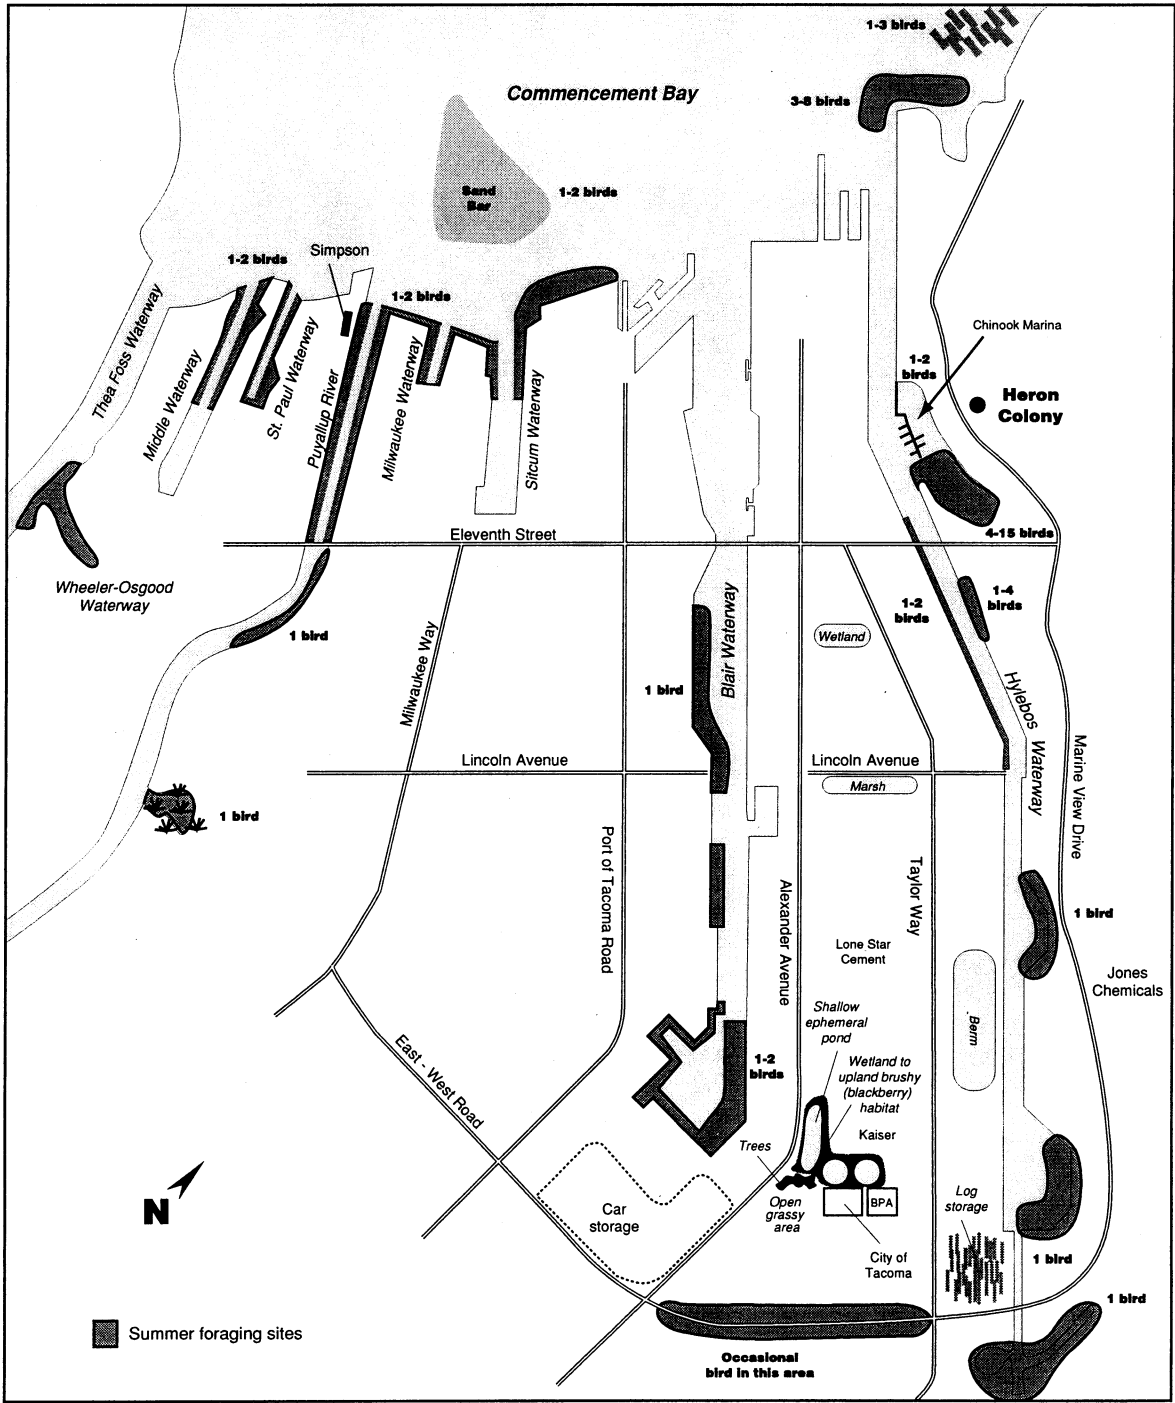 1-3 birds
Commencement Bay
3-8 birds
Sand
Bar
1-2 birds
1-2 birds
Simpson
1-2 birds
Thea Foss Waterway
Middle Waterway
St. Paul Waterway
Puyallup River
Milwaukee Waterway
Sitcum Waterway
Chinook Marina
1-2
birds
Heron
Colony
4-15 birds
Eleventh Street
Wheeler-Osgood
Waterway
1 bird
Milwaukee Way
1 bird
Blair Waterway
Wetland
1-2
birds
1-4
birds
Hylebos
Waterway
Marine View Drive
Lincoln Avenue
Lincoln Avenue
Marsh
1 bird
Port of Tacoma Road
Alexander Avenue
Taylor Way
Lone Star
Cement
1 bird
Jones
Chemicals
Berm
Shallow
ephemeral
pond
East - West Road
1-2
birds
Wetland to
upland brushy
(blackberry)
habitat
Kaiser
Trees
Open
grassy
area
BPA
Log
storage
N
Car
storage
City of
Tacoma
1 bird
1 bird
Summer foraging sites
Occasional
bird in this area